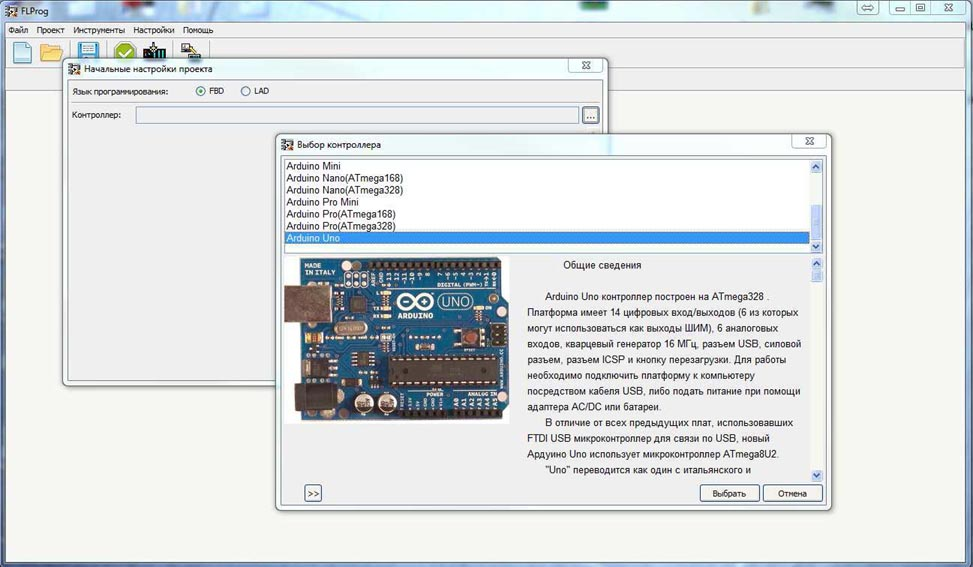 FLProg
Файл Проект Инструменты Настройки Помощь
Начальные настройки проекта
Язык программирования: FBD LAD
Контроллер: ...
Выбор контроллера
Arduino Mini
Arduino Nano(ATmega168)
Arduino Nano(ATmega328)
Arduino Pro Mini
Arduino Pro(ATmega168)
Arduino Pro(ATmega328)
Arduino Uno
MADE
IN ITALY
DIGITAL (PWM~)
UNO
ARDUINO
POWER
ANALOG IN
Общие сведения
Arduino Uno контроллер построен на ATmega328 .
Платформа имеет 14 цифровых вход/выходов (6 из которых
могут использоваться как выходы ШИМ), 6 аналоговых
входов, кварцевый генератор 16 МГц, разъем USB, силовой
разъем, разъем ICSP и кнопку перезагрузки. Для работы
необходимо подключить платформу к компьютеру
посредством кабеля USB, либо подать питание при помощи
адаптера AC/DC или батареи.
В отличие от всех предыдущих плат, использовавших
FTDI USB микроконтроллер для связи по USB, новый
Ардуино Uno использует микроконтроллер ATmega8U2.
"Uno" переводится как один с итальянского и
>> Выбрать Отмена